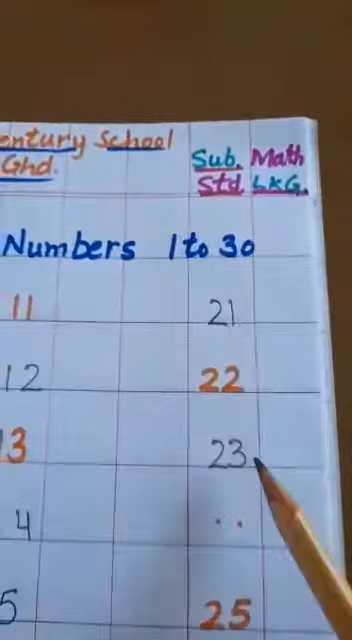 entury School
Ghd.
Sub. Math
Std. LKG.
Numbers 1 to 30
11 21
12 22
13 23
4 ..
5 25